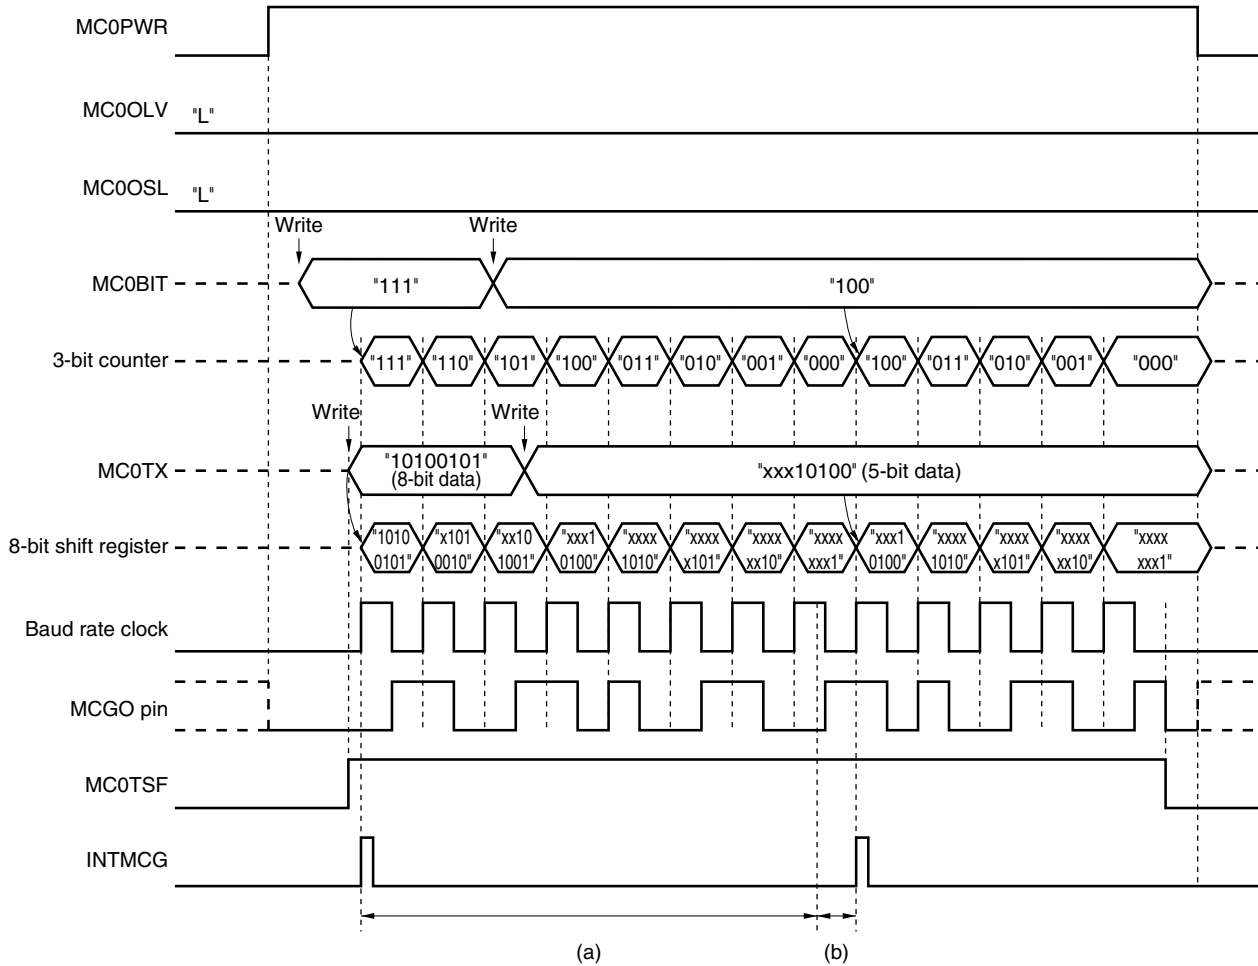 MC0PWR
MC0OLV "L"
MC0OSL "L"
Write Write
MC0BIT "111" "100"
3-bit counter "111" "110" "101" "100" "011" "010" "001" "000" "100" "011" "010" "001" "000"
Write Write
MC0TX "10100101" "xxx10100" (5-bit data)
(8-bit data)
8-bit shift register "1010 "x101 "xx10 "xxx1 "xxxx "xxxx "xxxx "xxxx "xxx1 "xxxx "xxxx "xxxx "xxxx
0101" 0010" 1001" 0100" 1010" x101" xx10" xxx1" 0100" 1010" x101" xx10" xxx1"
Baud rate clock
MCGO pin
MC0TSF
INTMCG
(a) (b)